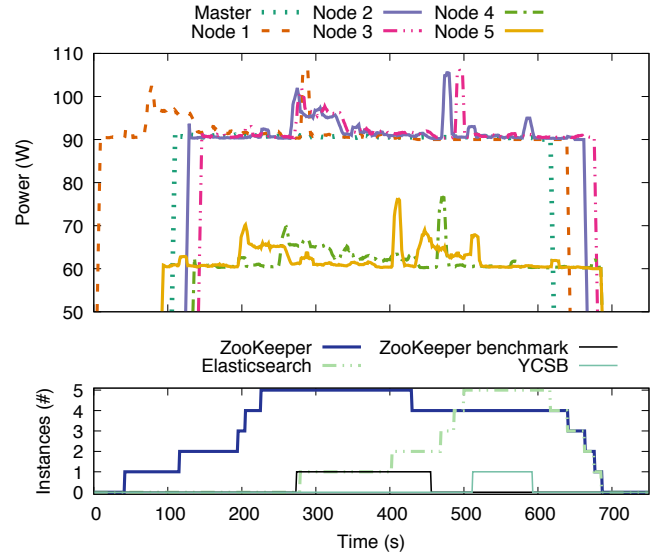 Master Node 2 Node 4
Node 1 Node 3 Node 5
110
100
90
80
70
60
50
Power (W)
ZooKeeper ZooKeeper benchmark
Elasticsearch YCSB
5
4
3
2
1
0
Instances (#)
0 100 200 300 400 500 600 700
Time (s)